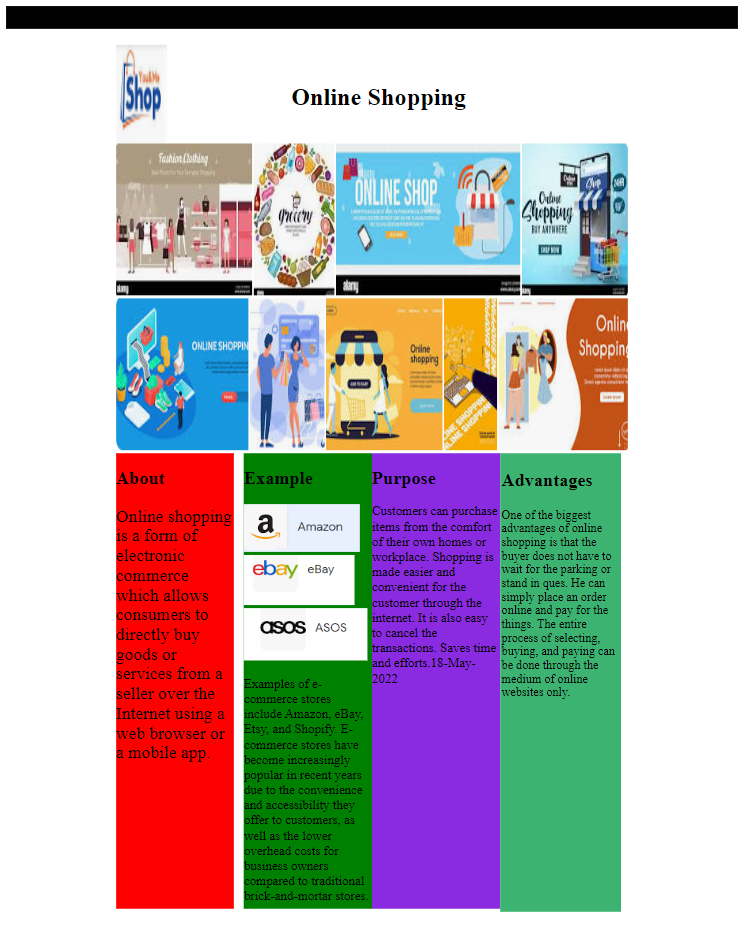 You&Me
Shop
Online Shopping
Fashion Clothing
grocery
ONLINE SHOP
alamy
alamy
Online
Shopping
BUY ANYWHERE
SHOP NOW
Shop
ONLINE SHOPPIN
Online
shopping
ADD TO CART
ONLINE SHOPPING
Onlin
Shopping
About
Online shopping
is a form of
electronic
commerce
which allows
consumers to
directly buy
goods or
services from a
seller over the
Internet using a
web browser or
a mobile app.
Example
a Amazon
ebay eBay
asos ASOS
Examples of e-
commerce stores
include Amazon, eBay,
Etsy, and Shopify. E-
commerce stores have
become increasingly
popular in recent years
due to the convenience
and accessibility they
offer to customers, as
well as the lower
overhead costs for
business owners
compared to traditional
brick-and-mortar stores.
Purpose
Customers can purchase
items from the comfort
of their own homes or
workplace. Shopping is
made easier and
convenient for the
customer through the
internet. It is also easy
to cancel the
transactions. Saves time
and efforts.18-May-
2022
Advantages
One of the biggest
advantages of online
shopping is that the
buyer does not have to
wait for the parking or
stand in ques. He can
simply place an order
online and pay for the
things. The entire
process of selecting,
buying, and paying can
be done through the
medium of online
websites only.